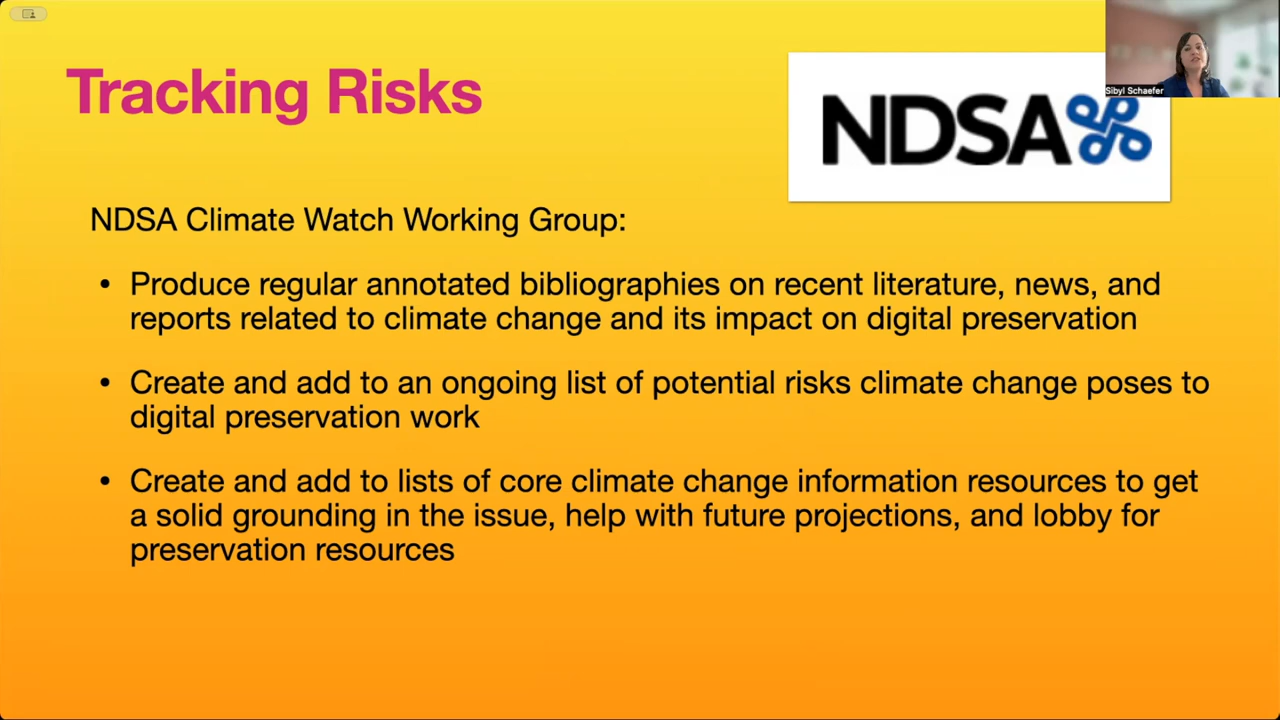 Tracking Risks
NDSA
Sibyl Schaefer
NDSA Climate Watch Working Group:
• Produce regular annotated bibliographies on recent literature, news, and
reports related to climate change and its impact on digital preservation
• Create and add to an ongoing list of potential risks climate change poses to
digital preservation work
• Create and add to lists of core climate change information resources to get
a solid grounding in the issue, help with future projections, and lobby for
preservation resources